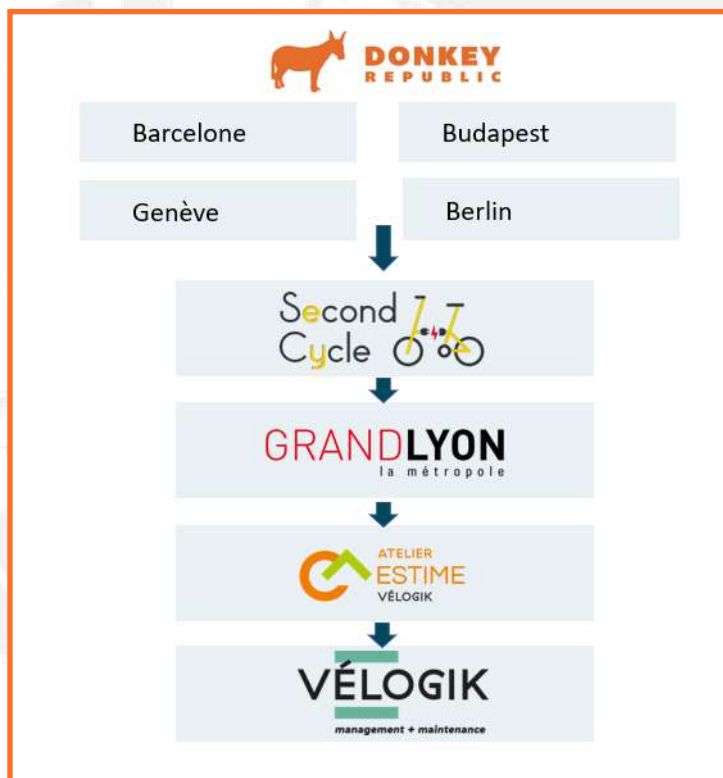 DONKEY
REPUBLIC
Barcelone
Budapest
Genève
Berlin
Second
Cycle
GRANDLYON
la métropole
ATELIER
ESTIME
VÉLOGIK
VÉLOGIK
management + maintenance